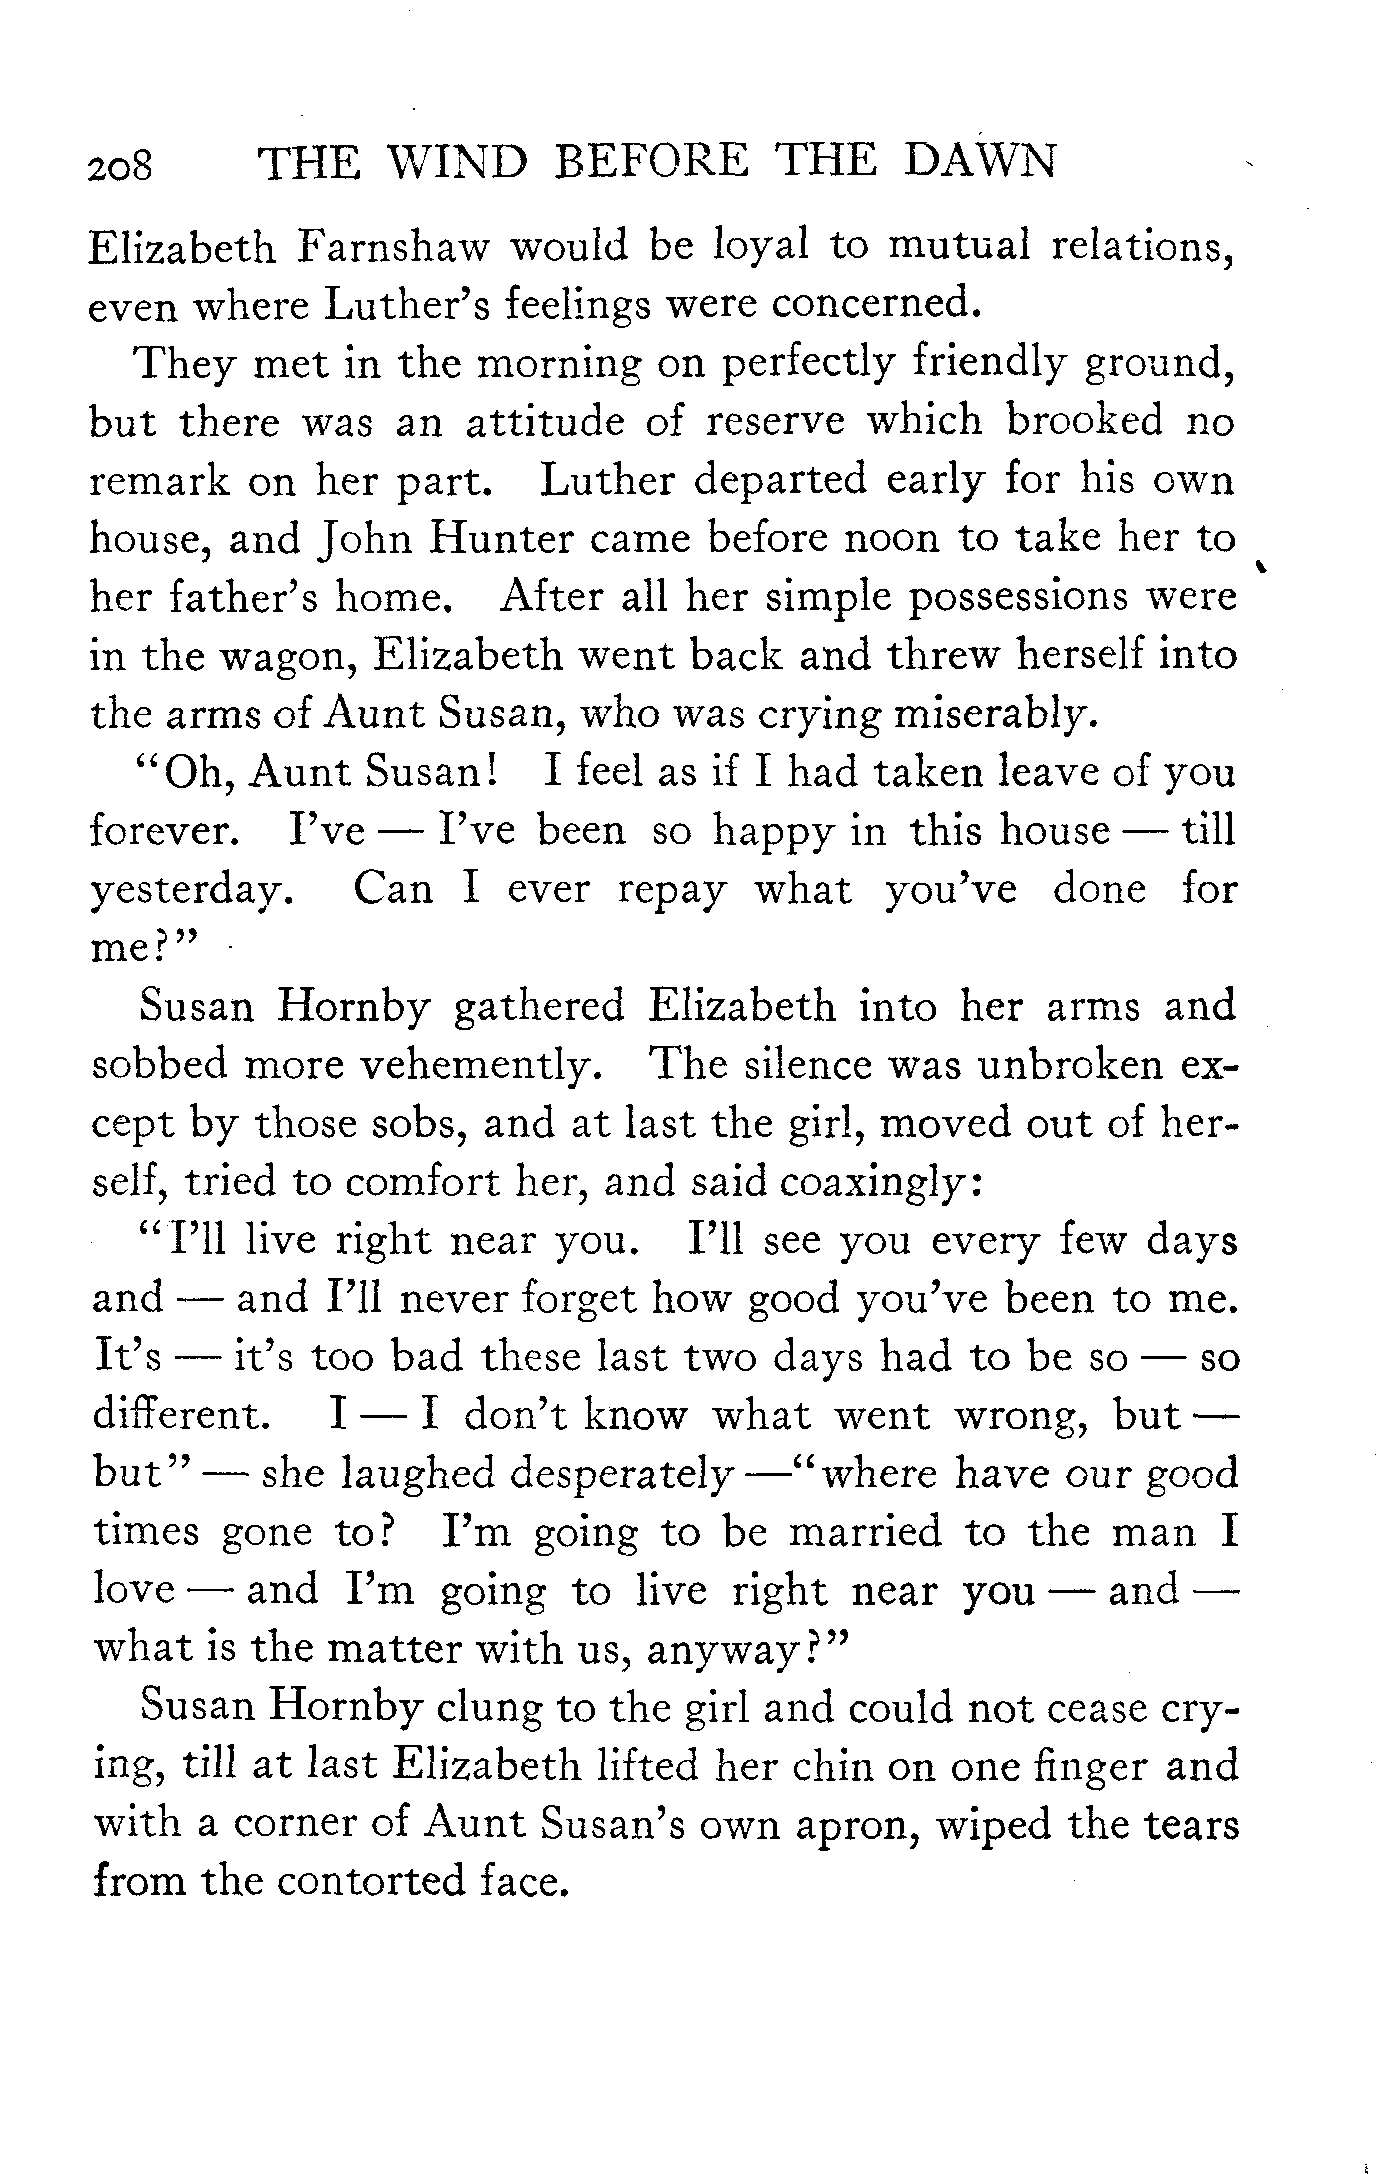 208 THE WIND BEFORE THE DAWN
Elizabeth Farnshaw would be loyal to mutual relations,
even where Luther's feelings were concerned.
They met in the morning on perfectly friendly ground,
but there was an attitude of reserve which brooked no
remark on her part. Luther departed early for his own
house, and John Hunter came before noon to take her to
her father's home. After all her simple possessions were
in the wagon, Elizabeth went back and threw herself into
the arms of Aunt Susan, who was crying miserably.
“Oh, Aunt Susan! I feel as if I had taken leave of you
forever. I've — I've been so happy in this house — till
yesterday. Can I ever repay what you've done for
me?”
Susan Hornby gathered Elizabeth into her arms and
sobbed more vehemently. The silence was unbroken ex-
cept by those sobs, and at last the girl, moved out of her-
self, tried to comfort her, and said coaxingly:
“I'll live right near you. I'll see you every few days
and — and I'll never forget how good you've been to me.
It's — it's too bad these last two days had to be so — so
different. I — I don't know what went wrong, but —
but” — she laughed desperately —“where have our good
times gone to? I'm going to be married to the man I
love — and I'm going to live right near you — and —
what is the matter with us, anyway?”
Susan Hornby clung to the girl and could not cease cry-
ing, till at last Elizabeth lifted her chin on one finger and
with a corner of Aunt Susan's own apron, wiped the tears
from the contorted face.